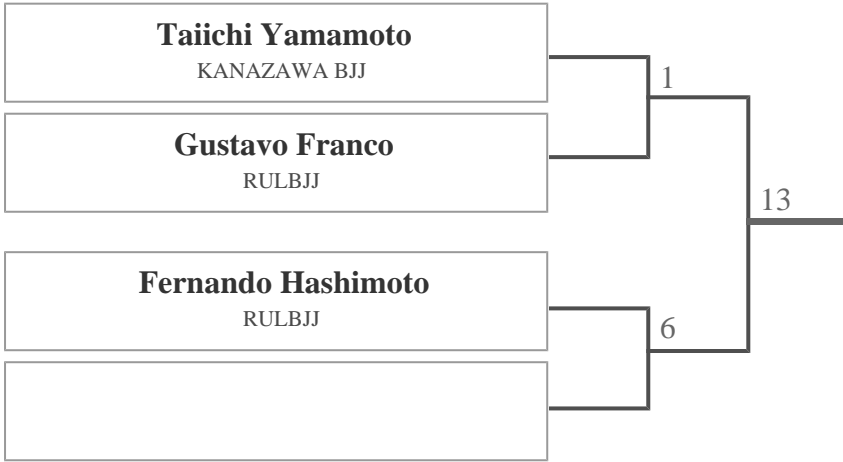 Taiichi Yamamoto
KANAZAWA BJJ
1
Gustavo Franco
RULBJJ
13
Fernando Hashimoto
RULBJJ
6